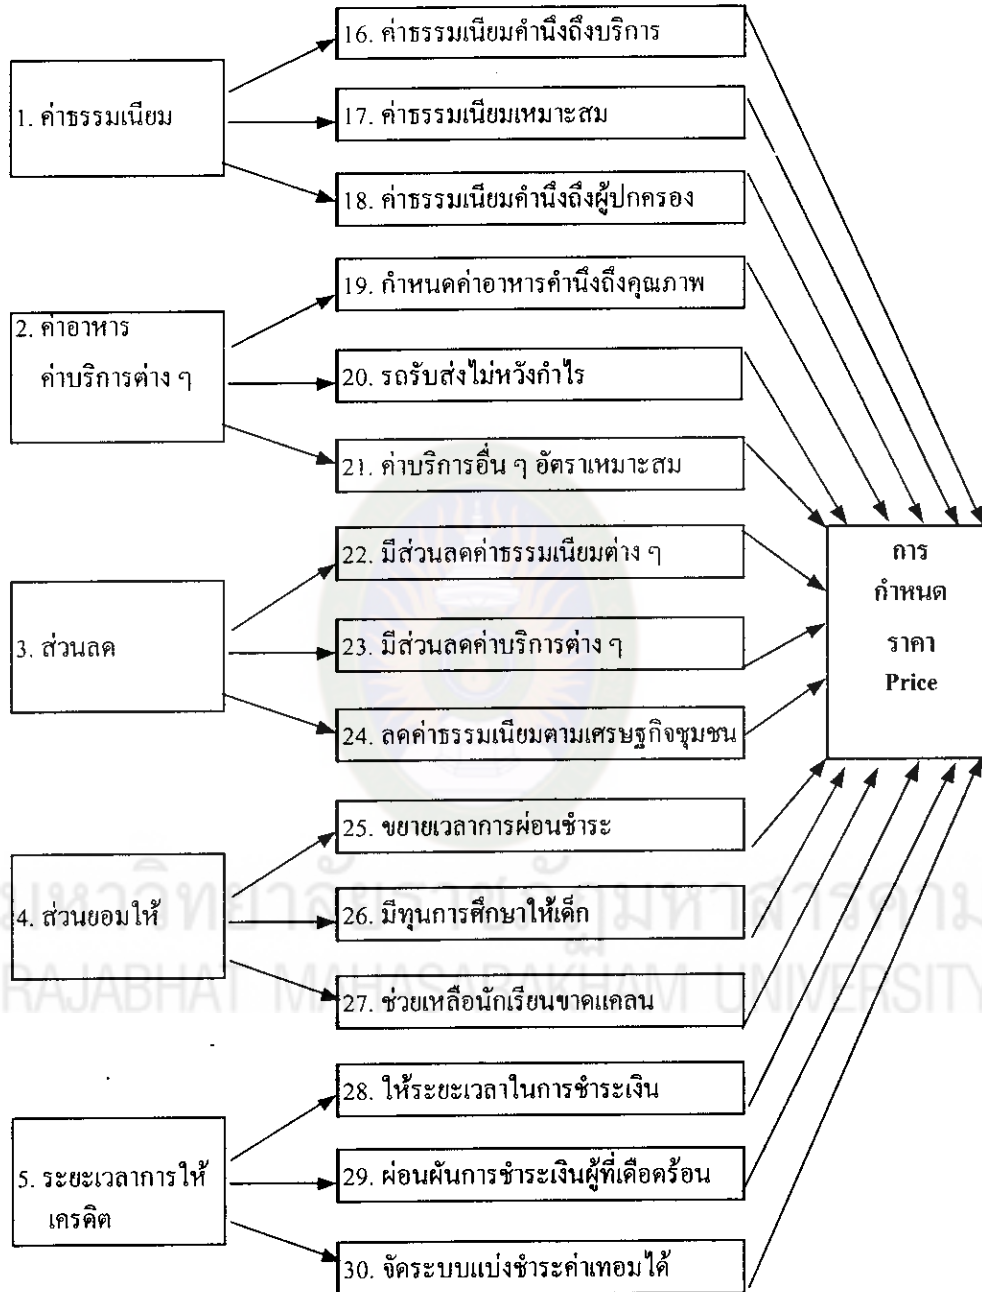 1. ค่าธรรมเนียม
16. ค่าธรรมเนียมคำนึงถึงบริการ
17. ค่าธรรมเนียมเหมาะสม
18. ค่าธรรมเนียมคำนึงถึงผู้ปกครอง
2. ค่าอาหาร
ค่าบริการต่าง ๆ
19. กำหนดค่าอาหารคำนึงถึงคุณภาพ
20. รถรับส่งไม่หวังกำไร
21. ค่าบริการอื่น ๆ อัตราเหมาะสม
3. ส่วนลด
22. มีส่วนลดค่าธรรมเนียมต่าง ๆ
23. มีส่วนลดค่าบริการต่าง ๆ
24. ลดค่าธรรมเนียมตามเศรษฐกิจชุมชน
4. ส่วนยอมให้
25. ขยายเวลาการผ่อนชำระ
26. มีทุนการศึกษาให้เด็ก
27. ช่วยเหลือนักเรียนขาดแคลน
5. ระยะเวลาการให้
เครดิต
28. ให้ระยะเวลาในการชำระเงิน
29. ผ่อนผันการชำระเงินผู้ที่เดือดร้อน
30. จัดระบบแบ่งชำระค่าเทอมได้
การ
กำหนด
ราคา
Price
มหาวิทยาลัยราชภัฏมหาสารคาม
RAJABHAT MAHASARAKHAM UNIVERSITY